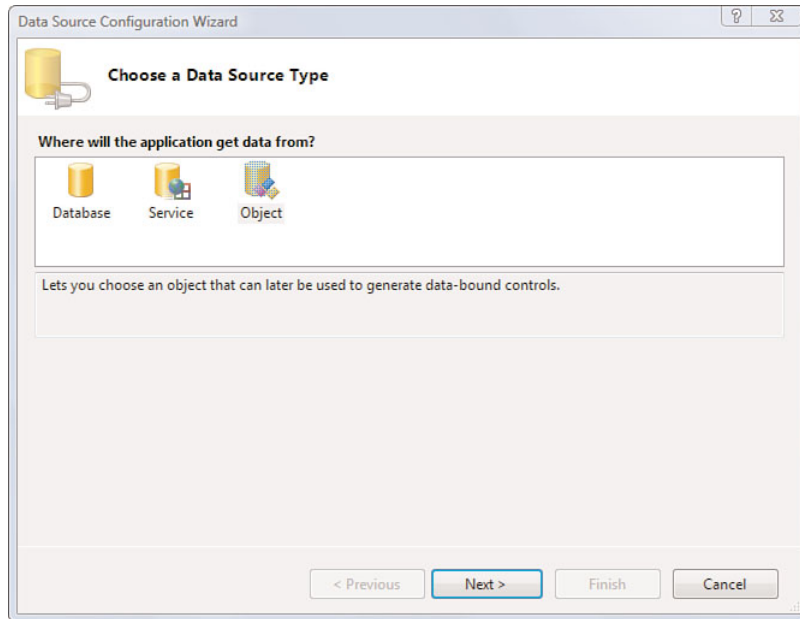 Data Source Configuration Wizard
Choose a Data Source Type
Where will the application get data from?
Database Service Object
Lets you choose an object that can later be used to generate data-bound controls.
< Previous Next > Finish Cancel